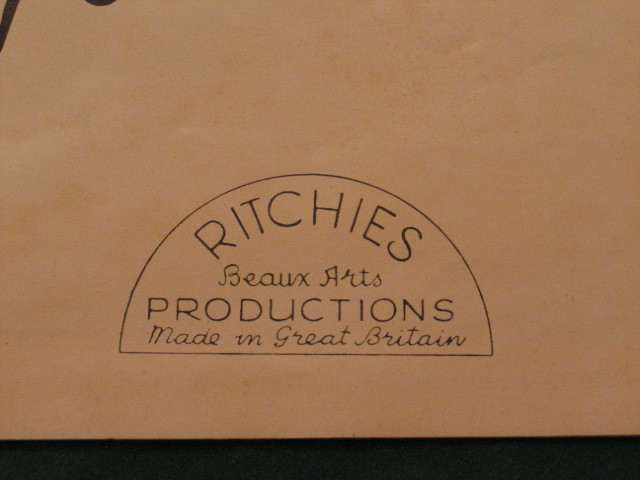 RITCHIES
Beaux Arts
PRODUCTIONS
Made in Great Britain